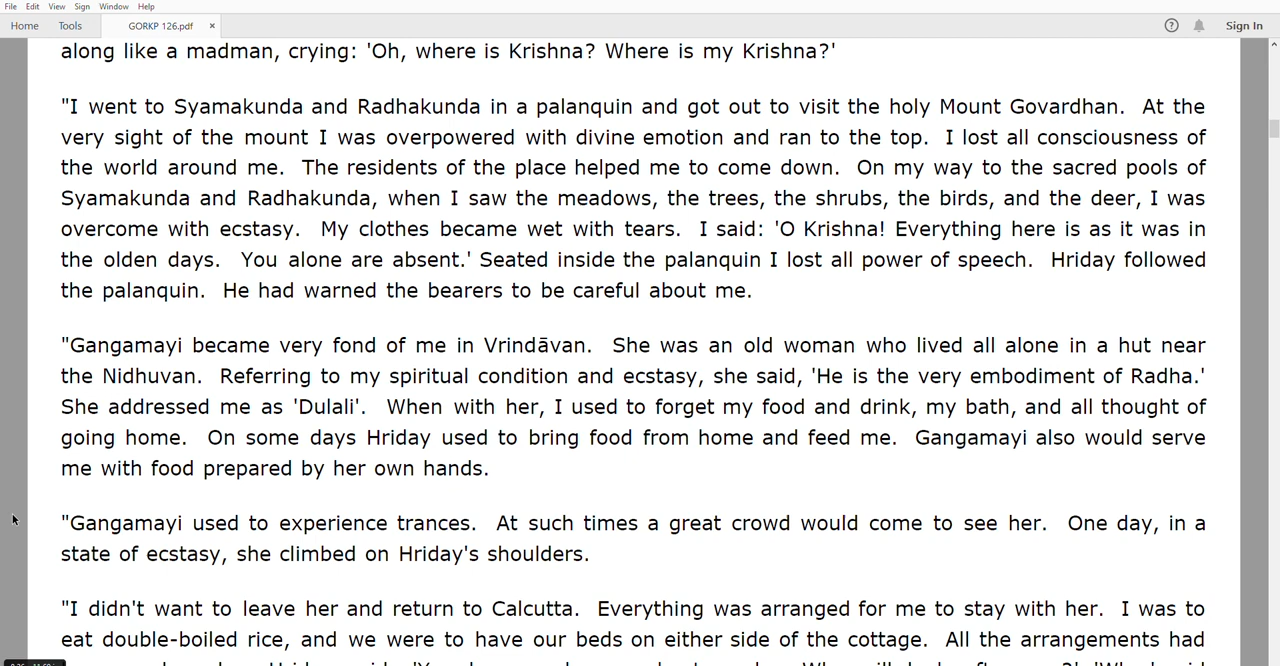 File Edit View Sign Window Help
Home Tools GORKP 126.pdf × Sign In
along like a madman, crying: 'Oh, where is Krishna? Where is my Krishna?'
"I went to Syamakunda and Radhakunda in a palanquin and got out to visit the holy Mount Govardhan. At the
very sight of the mount I was overpowered with divine emotion and ran to the top. I lost all consciousness of
the world around me. The residents of the place helped me to come down. On my way to the sacred pools of
Syamakunda and Radhakunda, when I saw the meadows, the trees, the shrubs, the birds, and the deer, I was
overcome with ecstasy. My clothes became wet with tears. I said: 'O Krishna! Everything here is as it was in
the olden days. You alone are absent.' Seated inside the palanquin I lost all power of speech. Hriday followed
the palanquin. He had warned the bearers to be careful about me.
"Gangamayi became very fond of me in Vrindāvan. She was an old woman who lived all alone in a hut near
the Nidhuvan. Referring to my spiritual condition and ecstasy, she said, 'He is the very embodiment of Radha.'
She addressed me as 'Dulali'. When with her, I used to forget my food and drink, my bath, and all thought of
going home. On some days Hriday used to bring food from home and feed me. Gangamayi also would serve
me with food prepared by her own hands.
"Gangamayi used to experience trances. At such times a great crowd would come to see her. One day, in a
state of ecstasy, she climbed on Hriday's shoulders.
"I didn't want to leave her and return to Calcutta. Everything was arranged for me to stay with her. I was to
eat double-boiled rice, and we were to have our beds on either side of the cottage. All the arrangements had